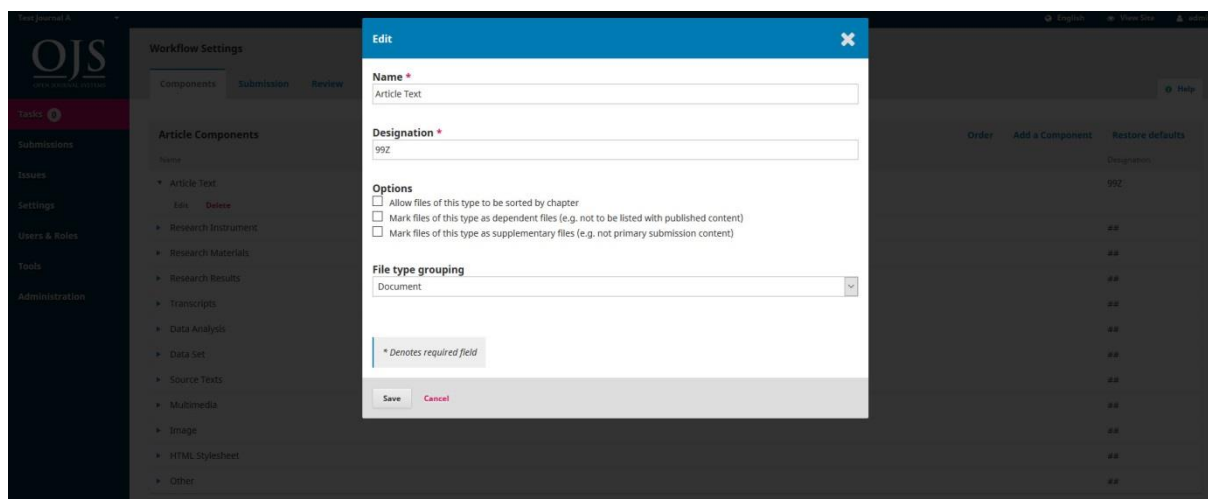 Test Journal A
English View Site
OJS
OPEN JOURNAL SYSTEMS
Tasks
Submissions
Issues
Settings
Users & Roles
Tools
Administration
Workflow Settings
Components Submission Review
Help
Article Components
Order Add a Component Restore defaults
Name Designation
Article Text 99Z
Edit Delete
Research Instrument ##
Research Materials ##
Research Results ##
Transcripts ##
Data Analysis ##
Data Set ##
Source Texts ##
Multimedia ##
Image ##
HTML Stylesheet ##
Other ##
Edit
Name *
Article Text
Designation *
99Z
Options
Allow files of this type to be sorted by chapter
Mark files of this type as dependent files (e.g. not to be listed with published content)
Mark files of this type as supplementary files (e.g. not primary submission content)
File type grouping
Document
* Denotes required field
Save Cancel